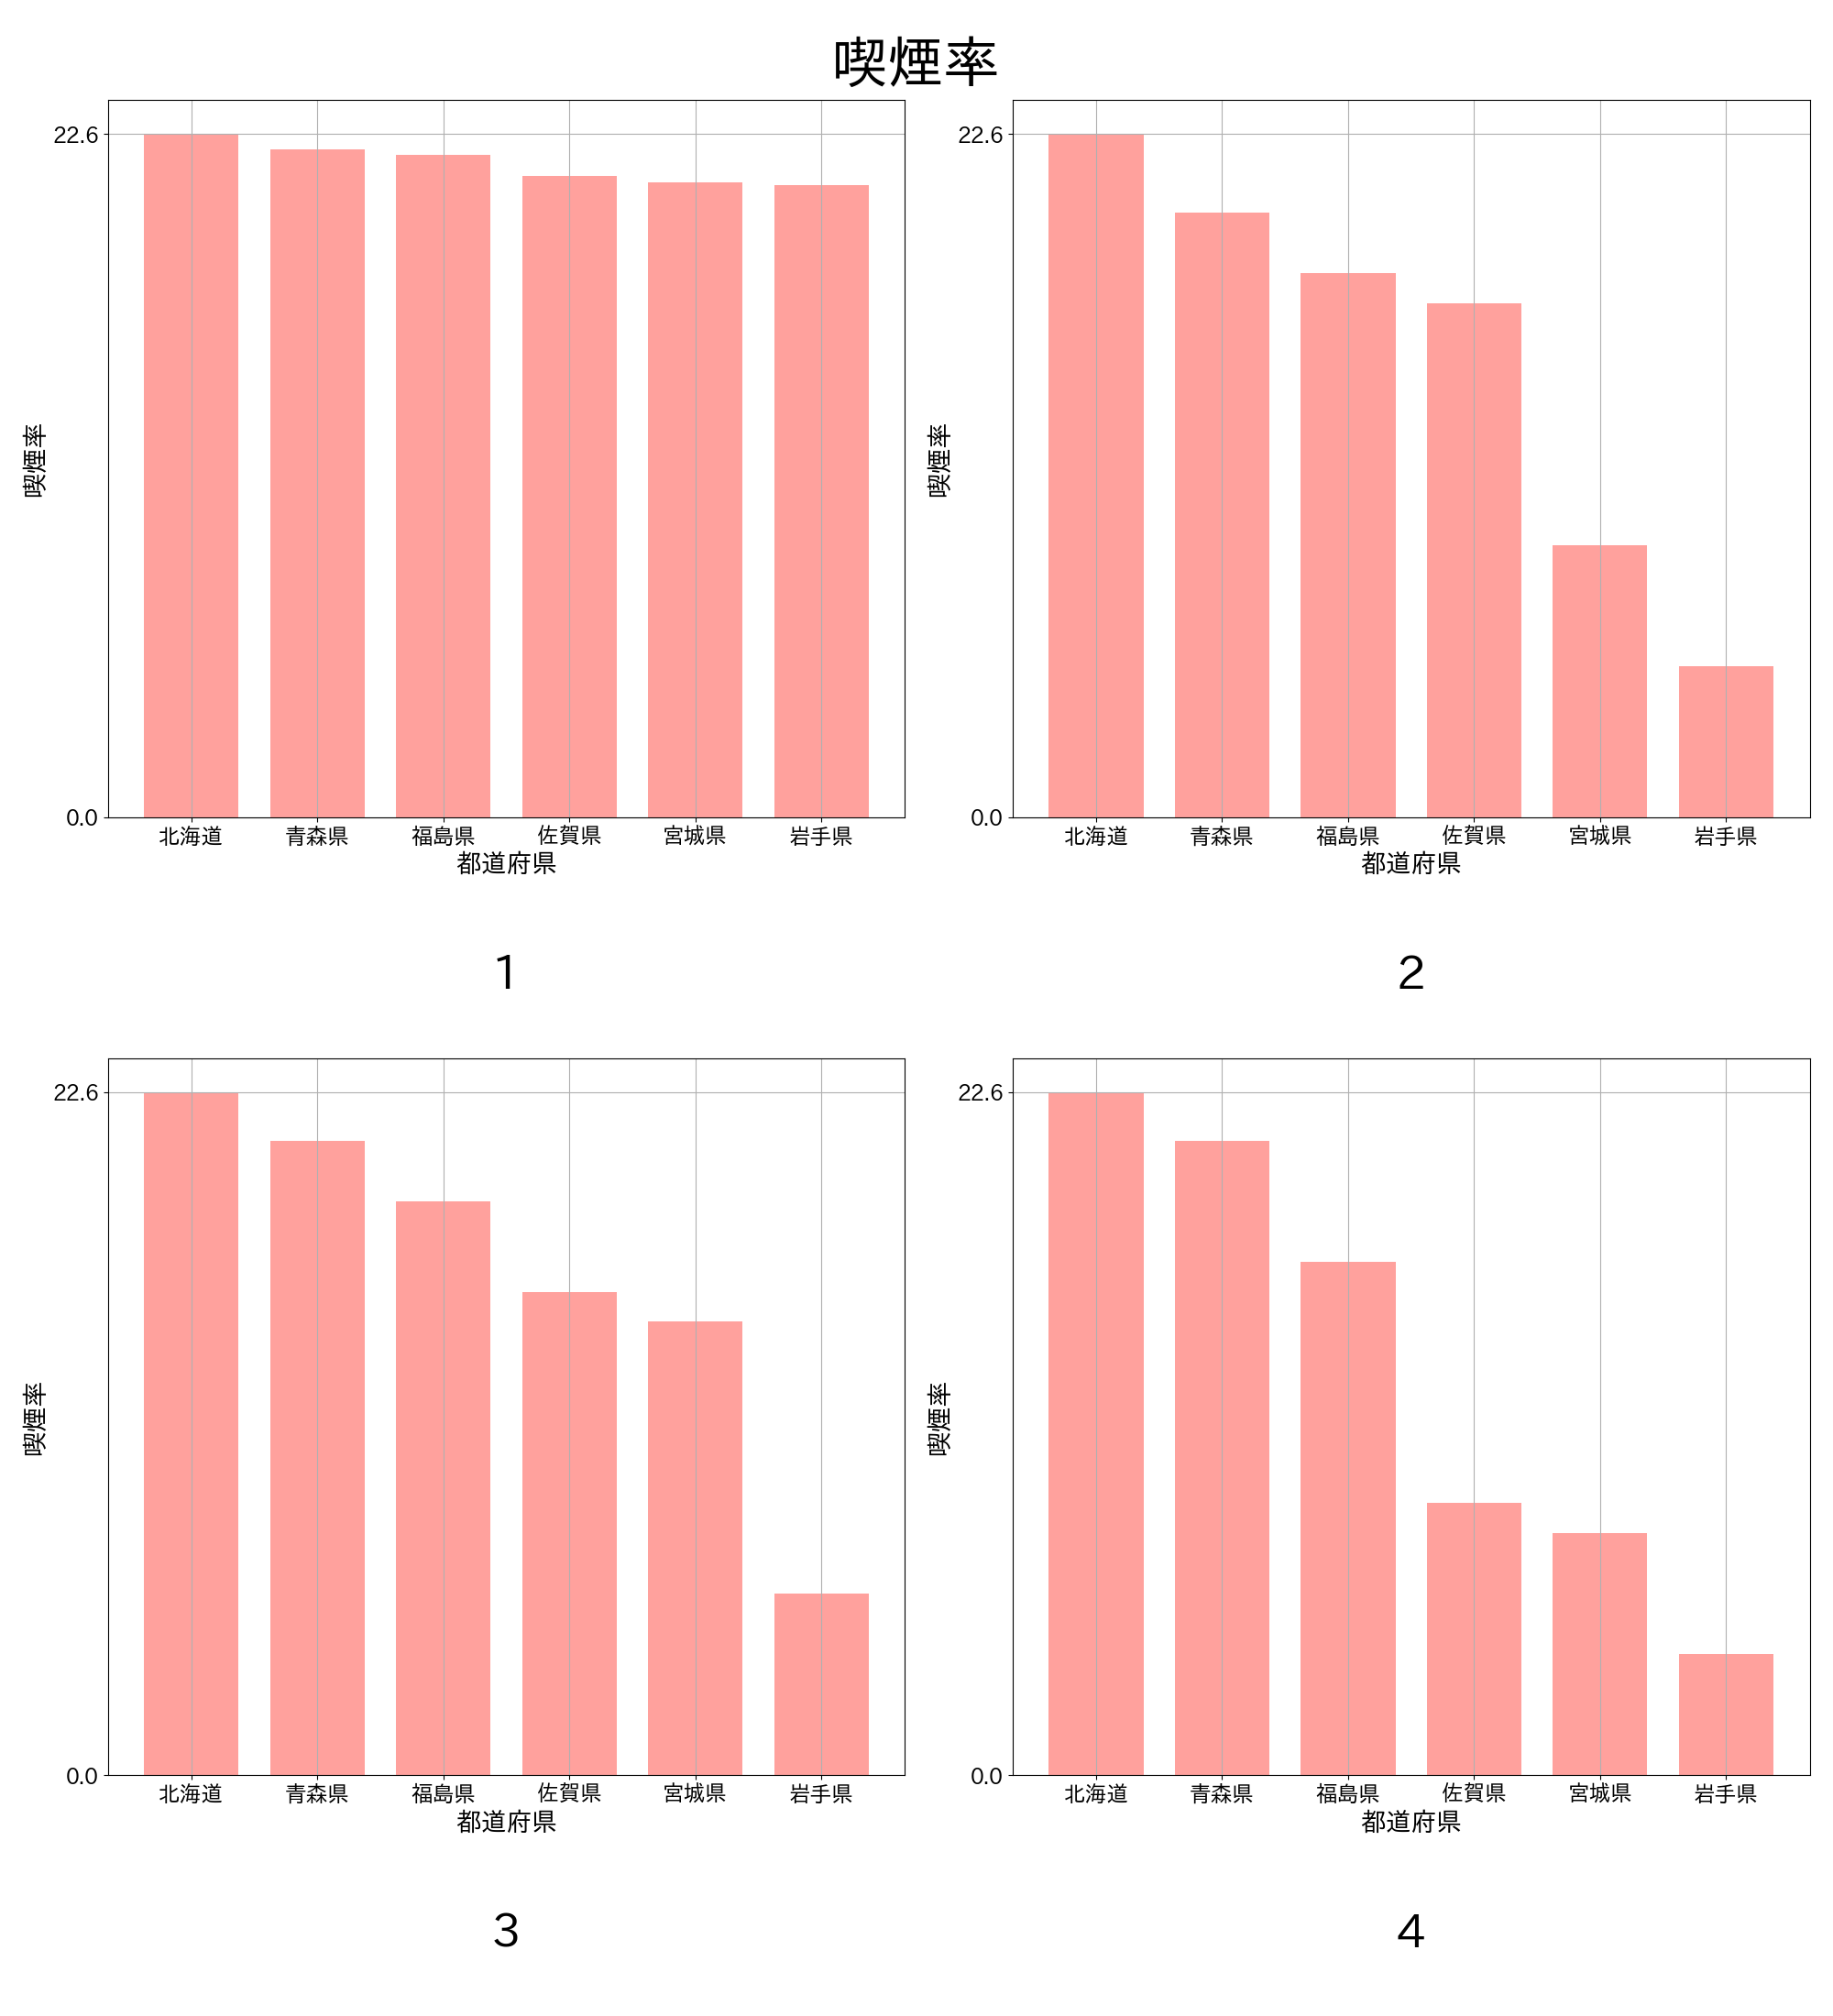 喫煙率
22.6
0.0
喫煙率
北海道 青森県 福島県 佐賀県 宮城県 岩手県
都道府県
1
22.6
0.0
喫煙率
北海道 青森県 福島県 佐賀県 宮城県 岩手県
都道府県
2
22.6
0.0
喫煙率
北海道 青森県 福島県 佐賀県 宮城県 岩手県
都道府県
3
22.6
0.0
喫煙率
北海道 青森県 福島県 佐賀県 宮城県 岩手県
都道府県
4